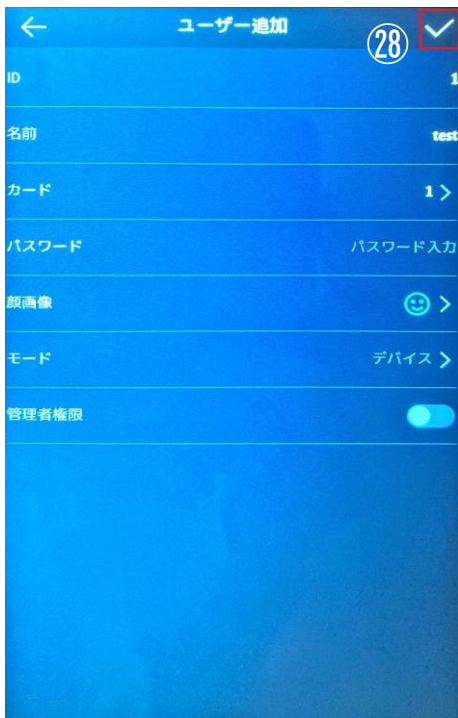 ユーザー追加
㉘
ID 1
名前 test
カード 1
パスワード パスワード入力
顔画像
モード デバイス
管理者権限